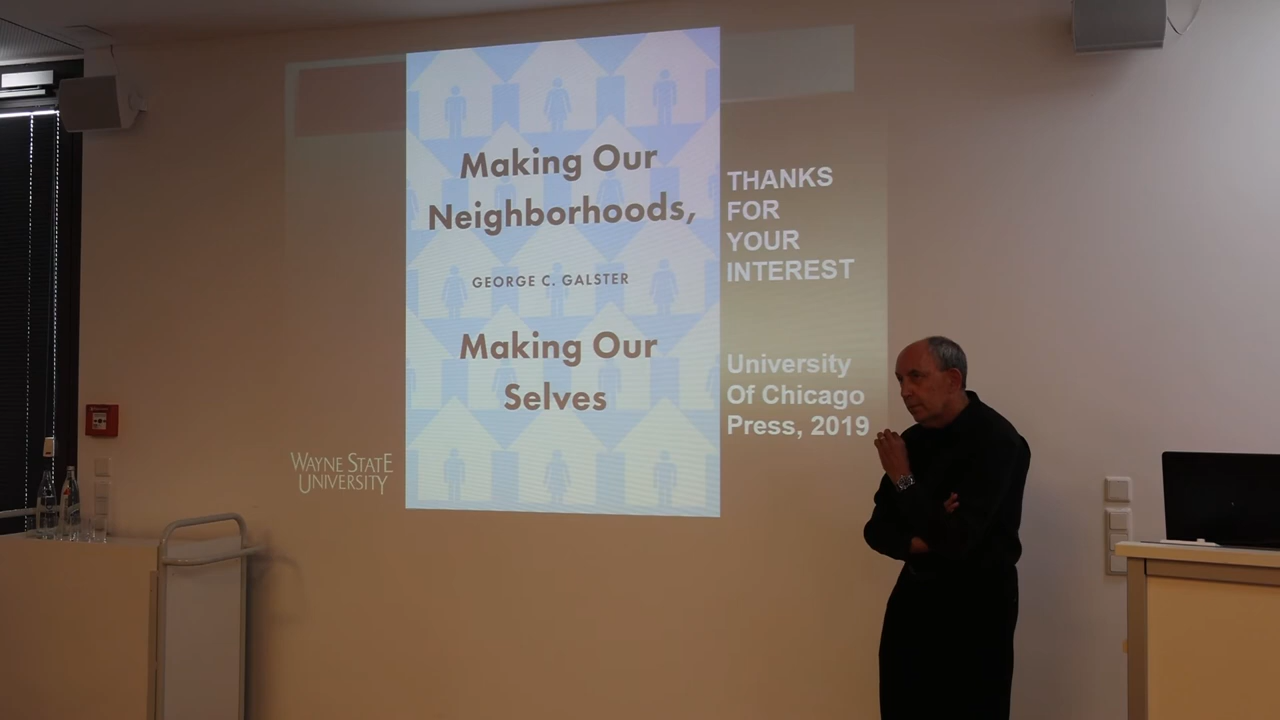 Making Our
Neighborhoods,
GEORGE C. GALSTER
Making Our
Selves
THANKS
FOR
YOUR
INTEREST
University
Of Chicago
Press, 2019
WAYNE STATE
UNIVERSITY